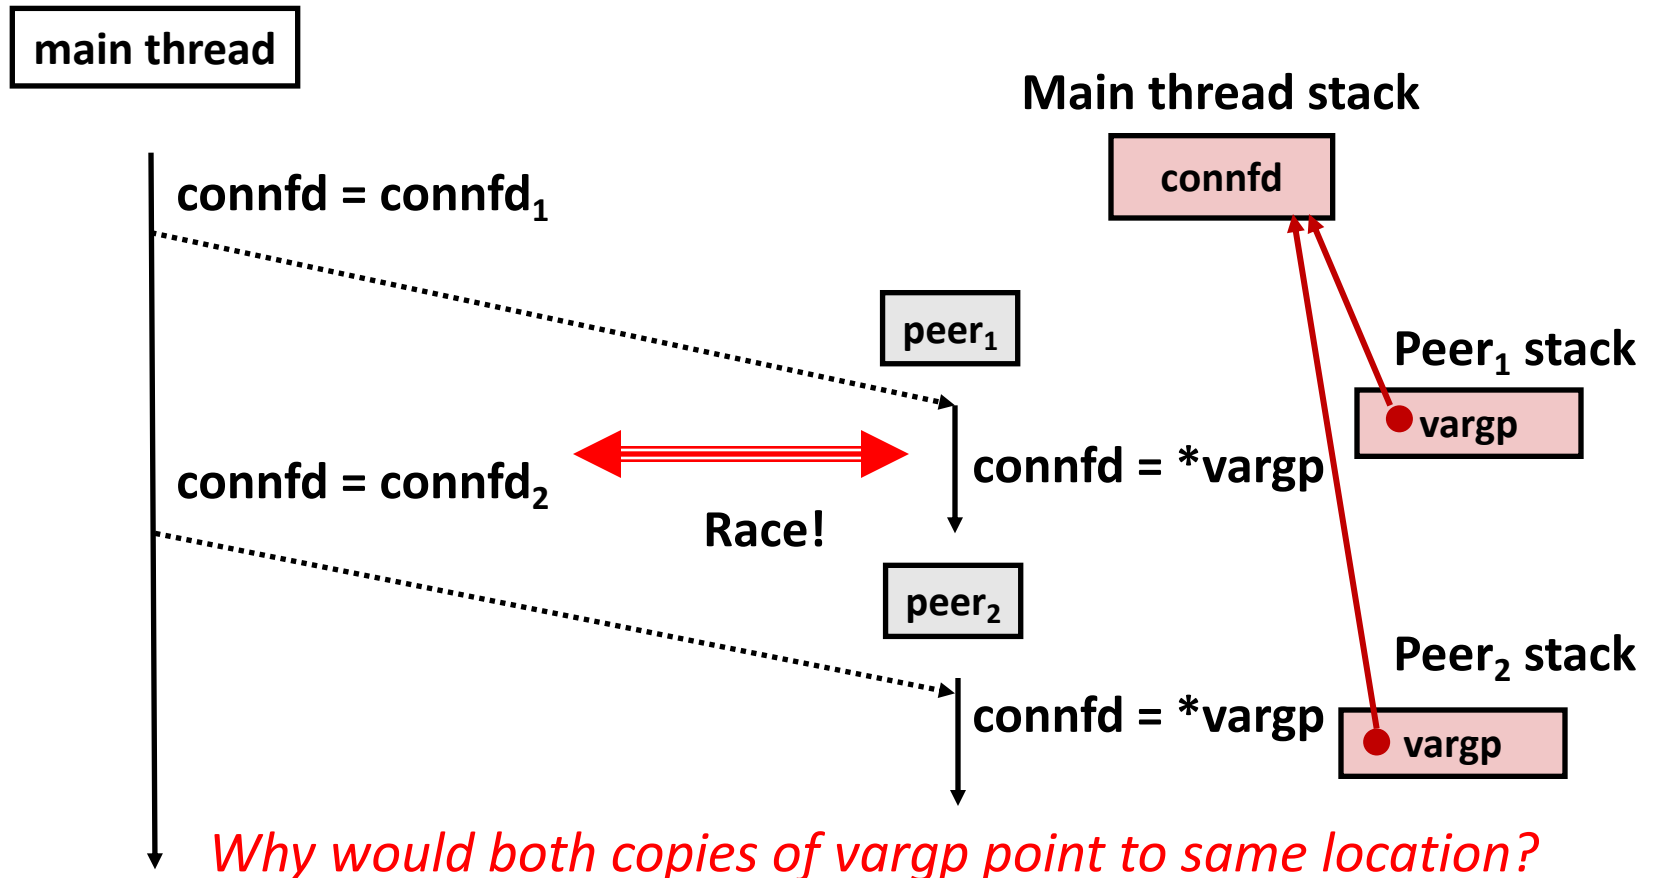 main thread
Main thread stack
connfd
connfd = connfd₁
peer₁
Peer₁ stack
vargp
connfd = *vargp
connfd = connfd₂
Race!
peer₂
Peer₂ stack
connfd = *vargp
vargp
Why would both copies of vargp point to same location?